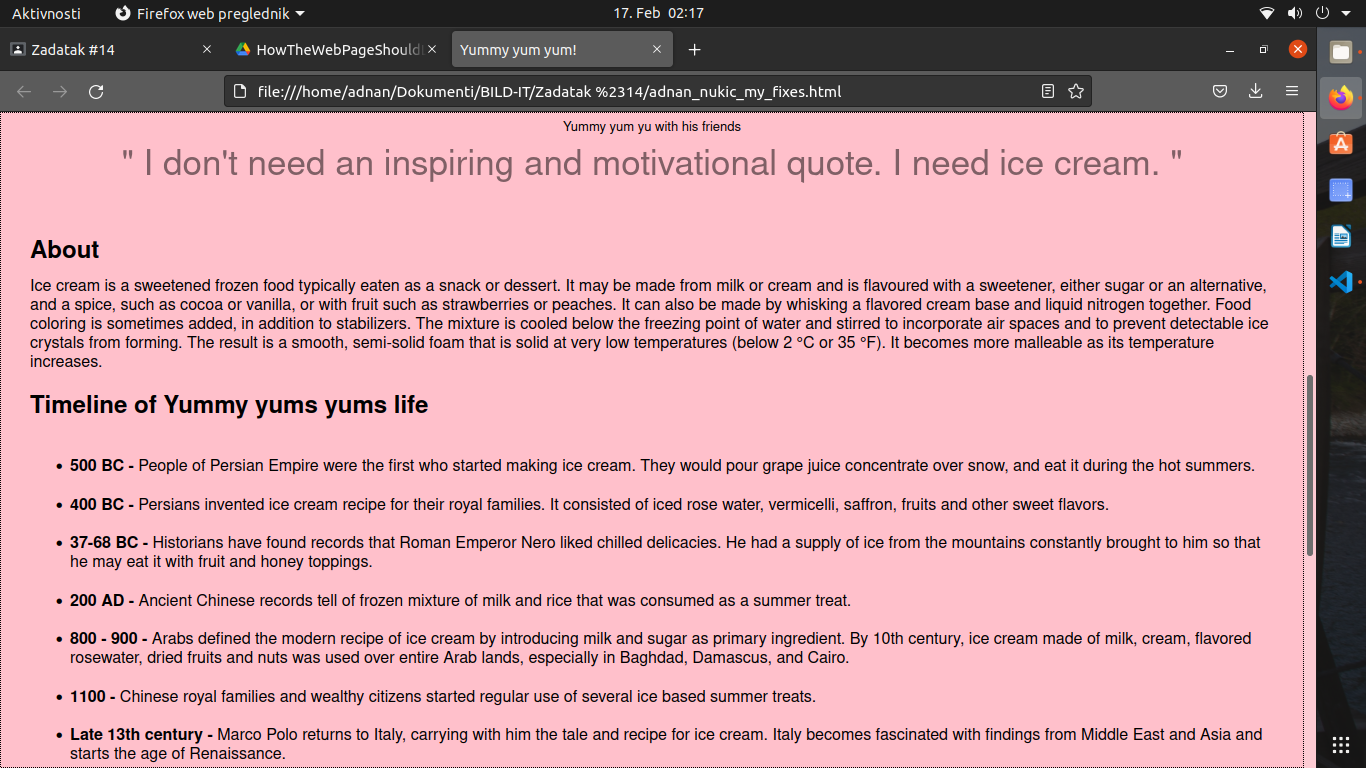 Aktivnosti Firefox web preglednik 17. Feb 02:17
Zadatak #14 HowTheWebPageShould Yummy yum yum!
file:///home/adnan/Dokumenti/BILD-IT/Zadatak %2314/adnan_nukic_my_fixes.html
Yummy yum yu with his friends
" I don't need an inspiring and motivational quote. I need ice cream. "
About
Ice cream is a sweetened frozen food typically eaten as a snack or dessert. It may be made from milk or cream and is flavoured with a sweetener, either sugar or an alternative,
and a spice, such as cocoa or vanilla, or with fruit such as strawberries or peaches. It can also be made by whisking a flavored cream base and liquid nitrogen together. Food
coloring is sometimes added, in addition to stabilizers. The mixture is cooled below the freezing point of water and stirred to incorporate air spaces and to prevent detectable ice
crystals from forming. The result is a smooth, semi-solid foam that is solid at very low temperatures (below 2 °C or 35 °F). It becomes more malleable as its temperature
increases.
Timeline of Yummy yums yums life
• 500 BC - People of Persian Empire were the first who started making ice cream. They would pour grape juice concentrate over snow, and eat it during the hot summers.
• 400 BC - Persians invented ice cream recipe for their royal families. It consisted of iced rose water, vermicelli, saffron, fruits and other sweet flavors.
• 37-68 BC - Historians have found records that Roman Emperor Nero liked chilled delicacies. He had a supply of ice from the mountains constantly brought to him so that
he may eat it with fruit and honey toppings.
• 200 AD - Ancient Chinese records tell of frozen mixture of milk and rice that was consumed as a summer treat.
• 800 - 900 - Arabs defined the modern recipe of ice cream by introducing milk and sugar as primary ingredient. By 10th century, ice cream made of milk, cream, flavored
rosewater, dried fruits and nuts was used over entire Arab lands, especially in Baghdad, Damascus, and Cairo.
• 1100 - Chinese royal families and wealthy citizens started regular use of several ice based summer treats.
• Late 13th century - Marco Polo returns to Italy, carrying with him the tale and recipe for ice cream. Italy becomes fascinated with findings from Middle East and Asia and
starts the age of Renaissance.